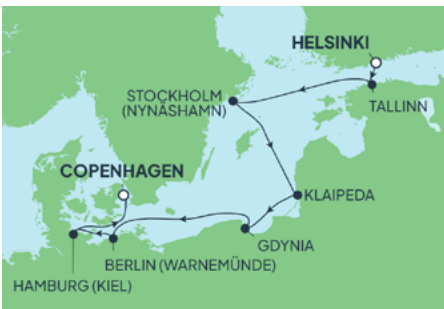 HELSINKI
STOCKHOLM
(NYNÄSHAMN)
TALLINN
COPENHAGEN
KLAIPEDA
GDYNIA
BERLIN (WARNEMÜNDE)
HAMBURG (KIEL)